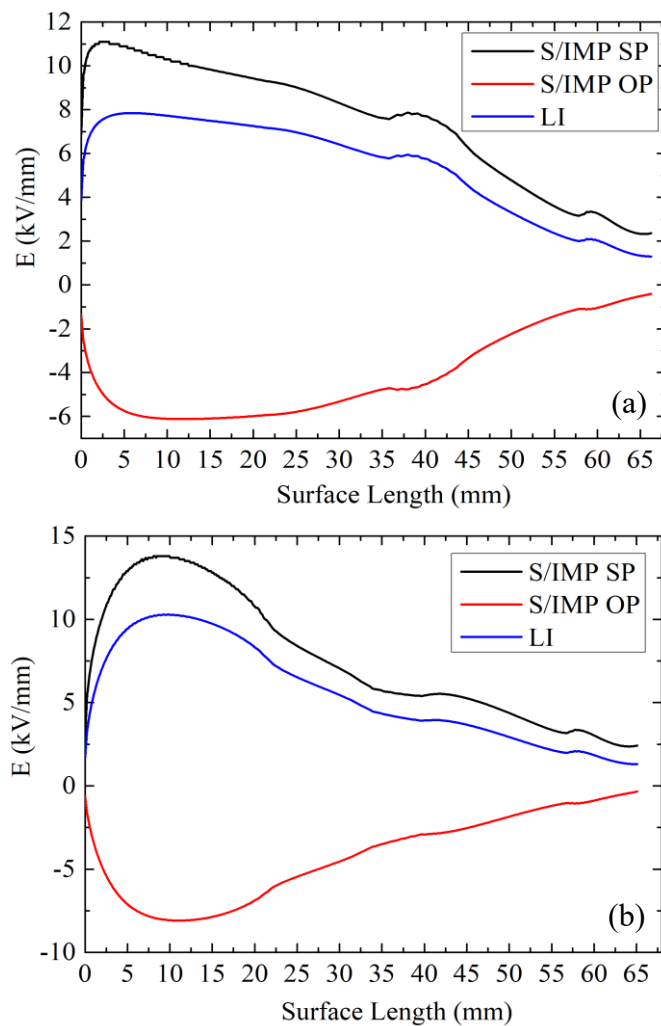 12
10
8
6
4
2
0
-2
-4
-6
E (kV/mm)
S/IMP SP
S/IMP OP
LI
(a)
0 5 10 15 20 25 30 35 40 45 50 55 60 65
Surface Length (mm)
15
10
5
0
-5
-10
E (kV/mm)
S/IMP SP
S/IMP OP
LI
(b)
0 5 10 15 20 25 30 35 40 45 50 55 60 65
Surface Length (mm)